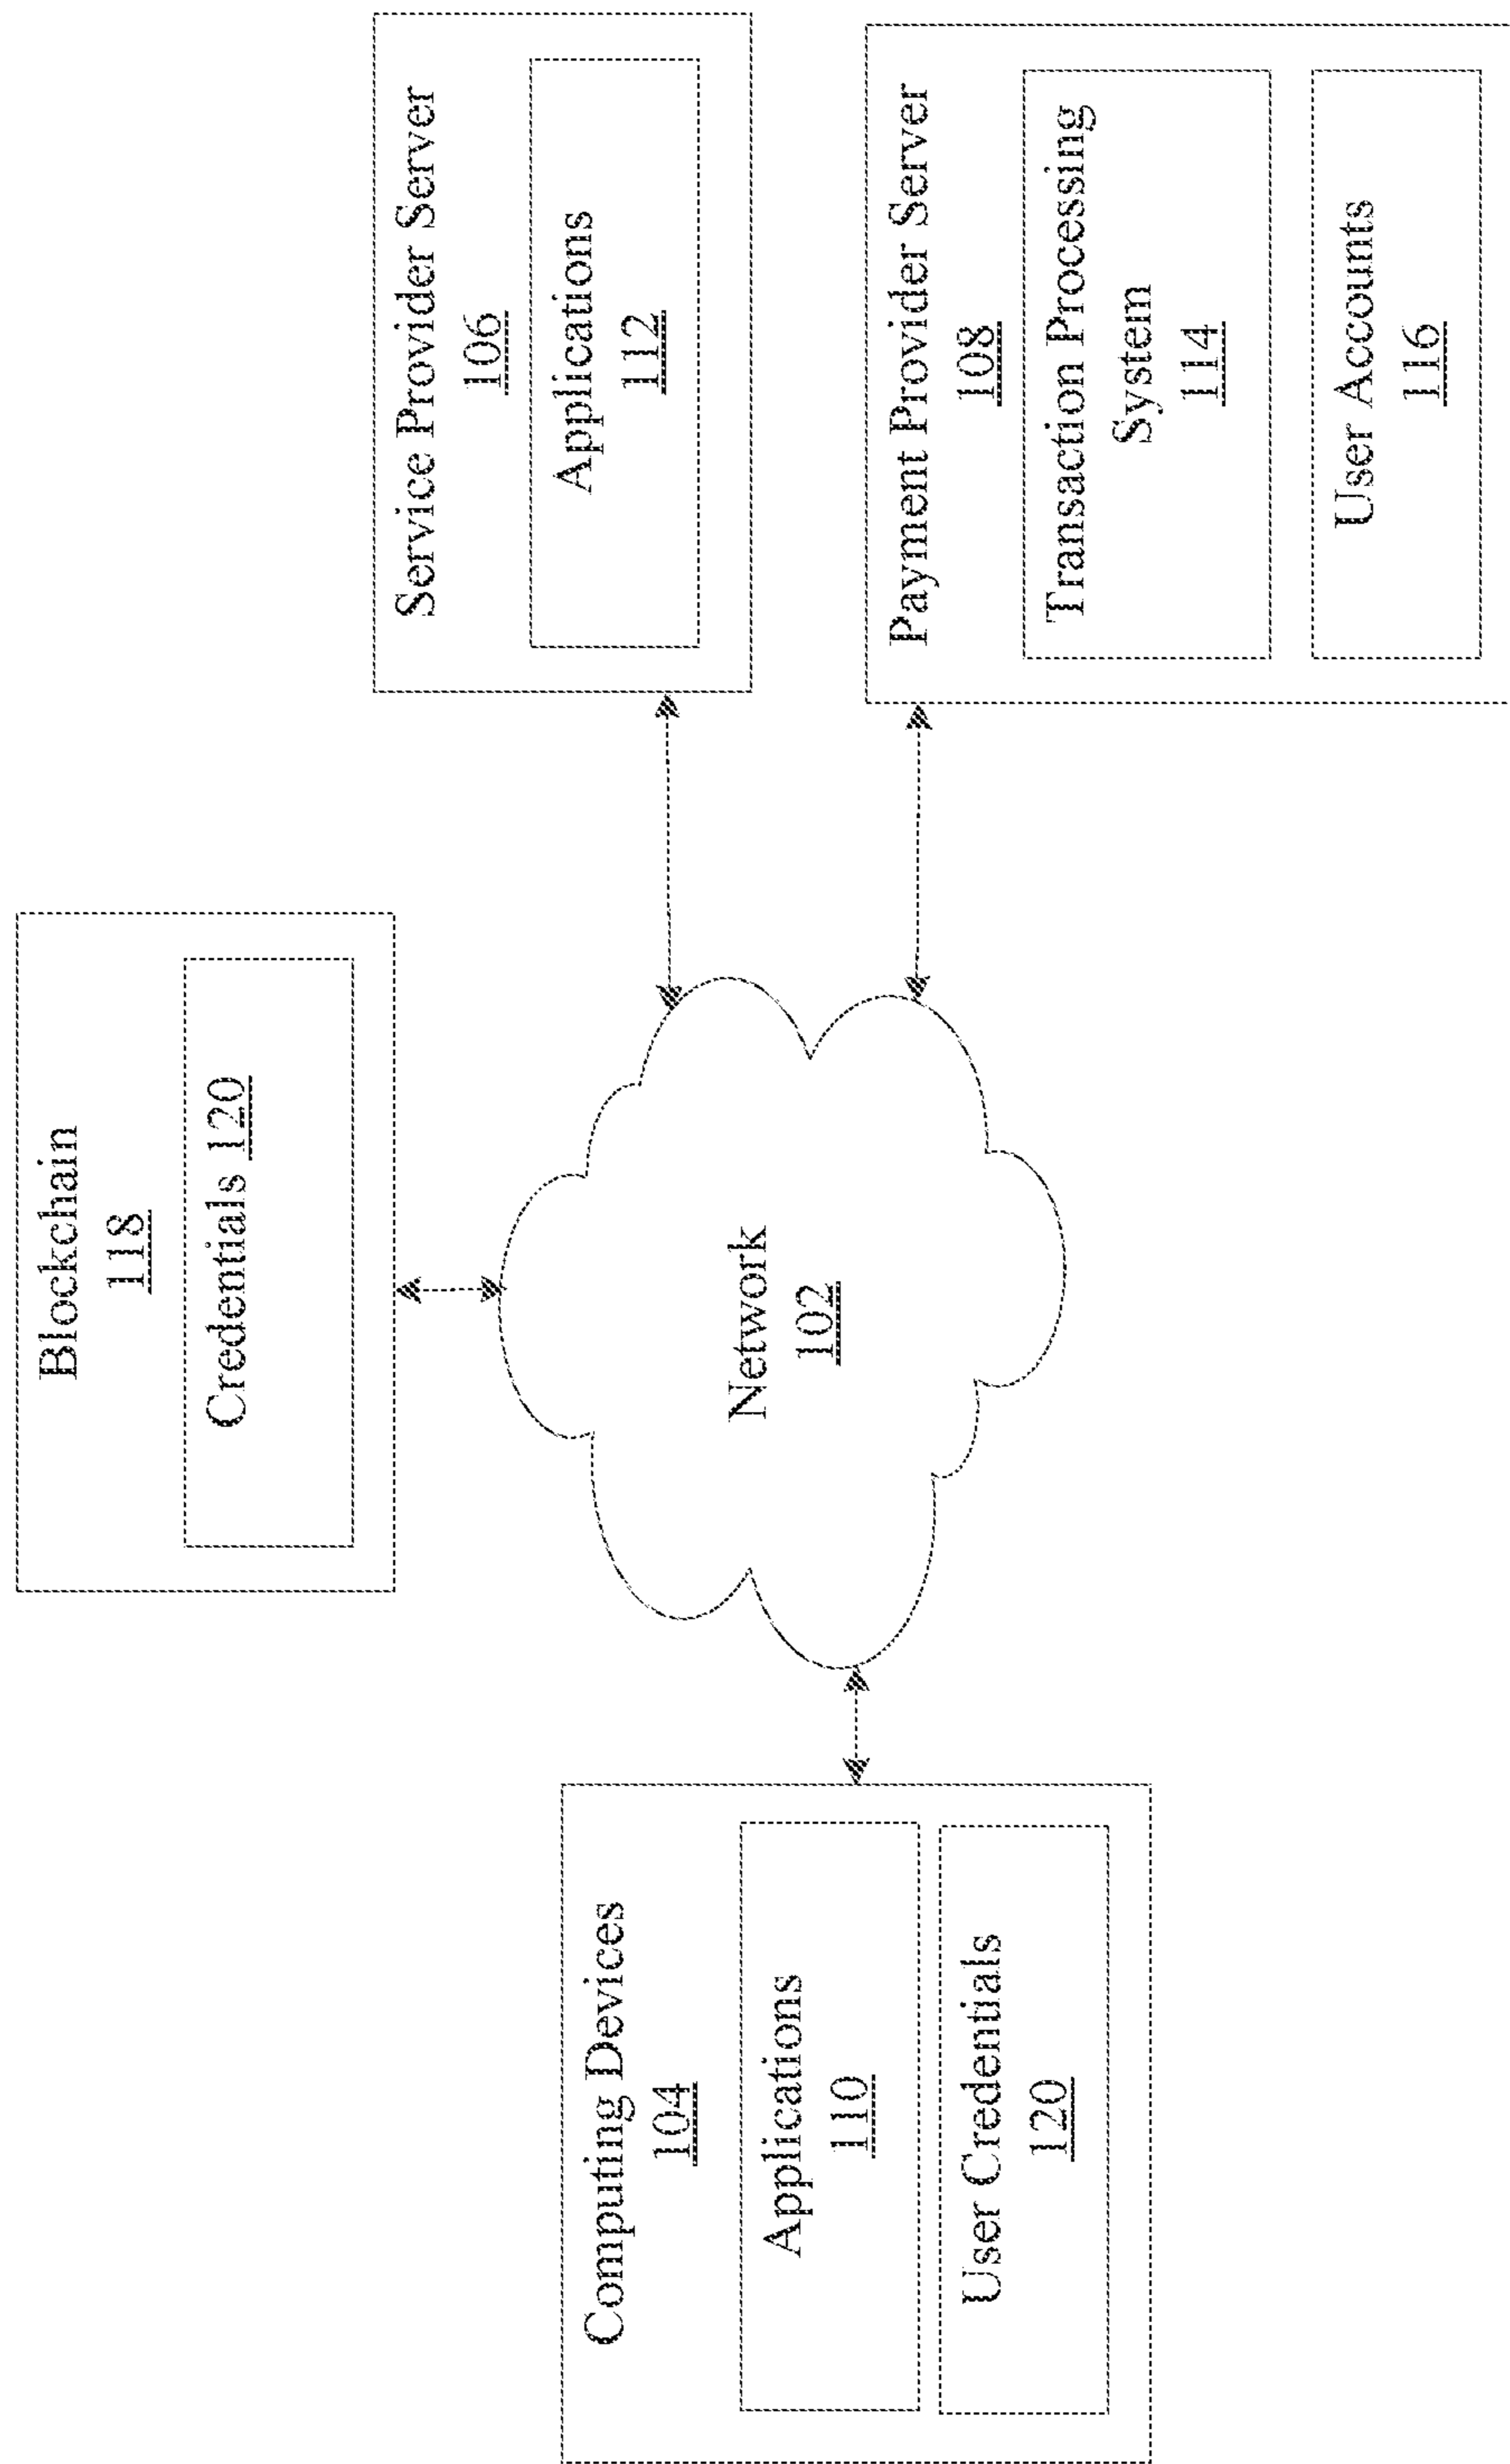 Blockchain
118
Credentials 120
Service Provider Server
106
Applications
112
Network
102
Computing Devices
104
Applications
110
User Credentials
120
Payment Provider Server
108
Transaction Processing
System
114
User Accounts
116